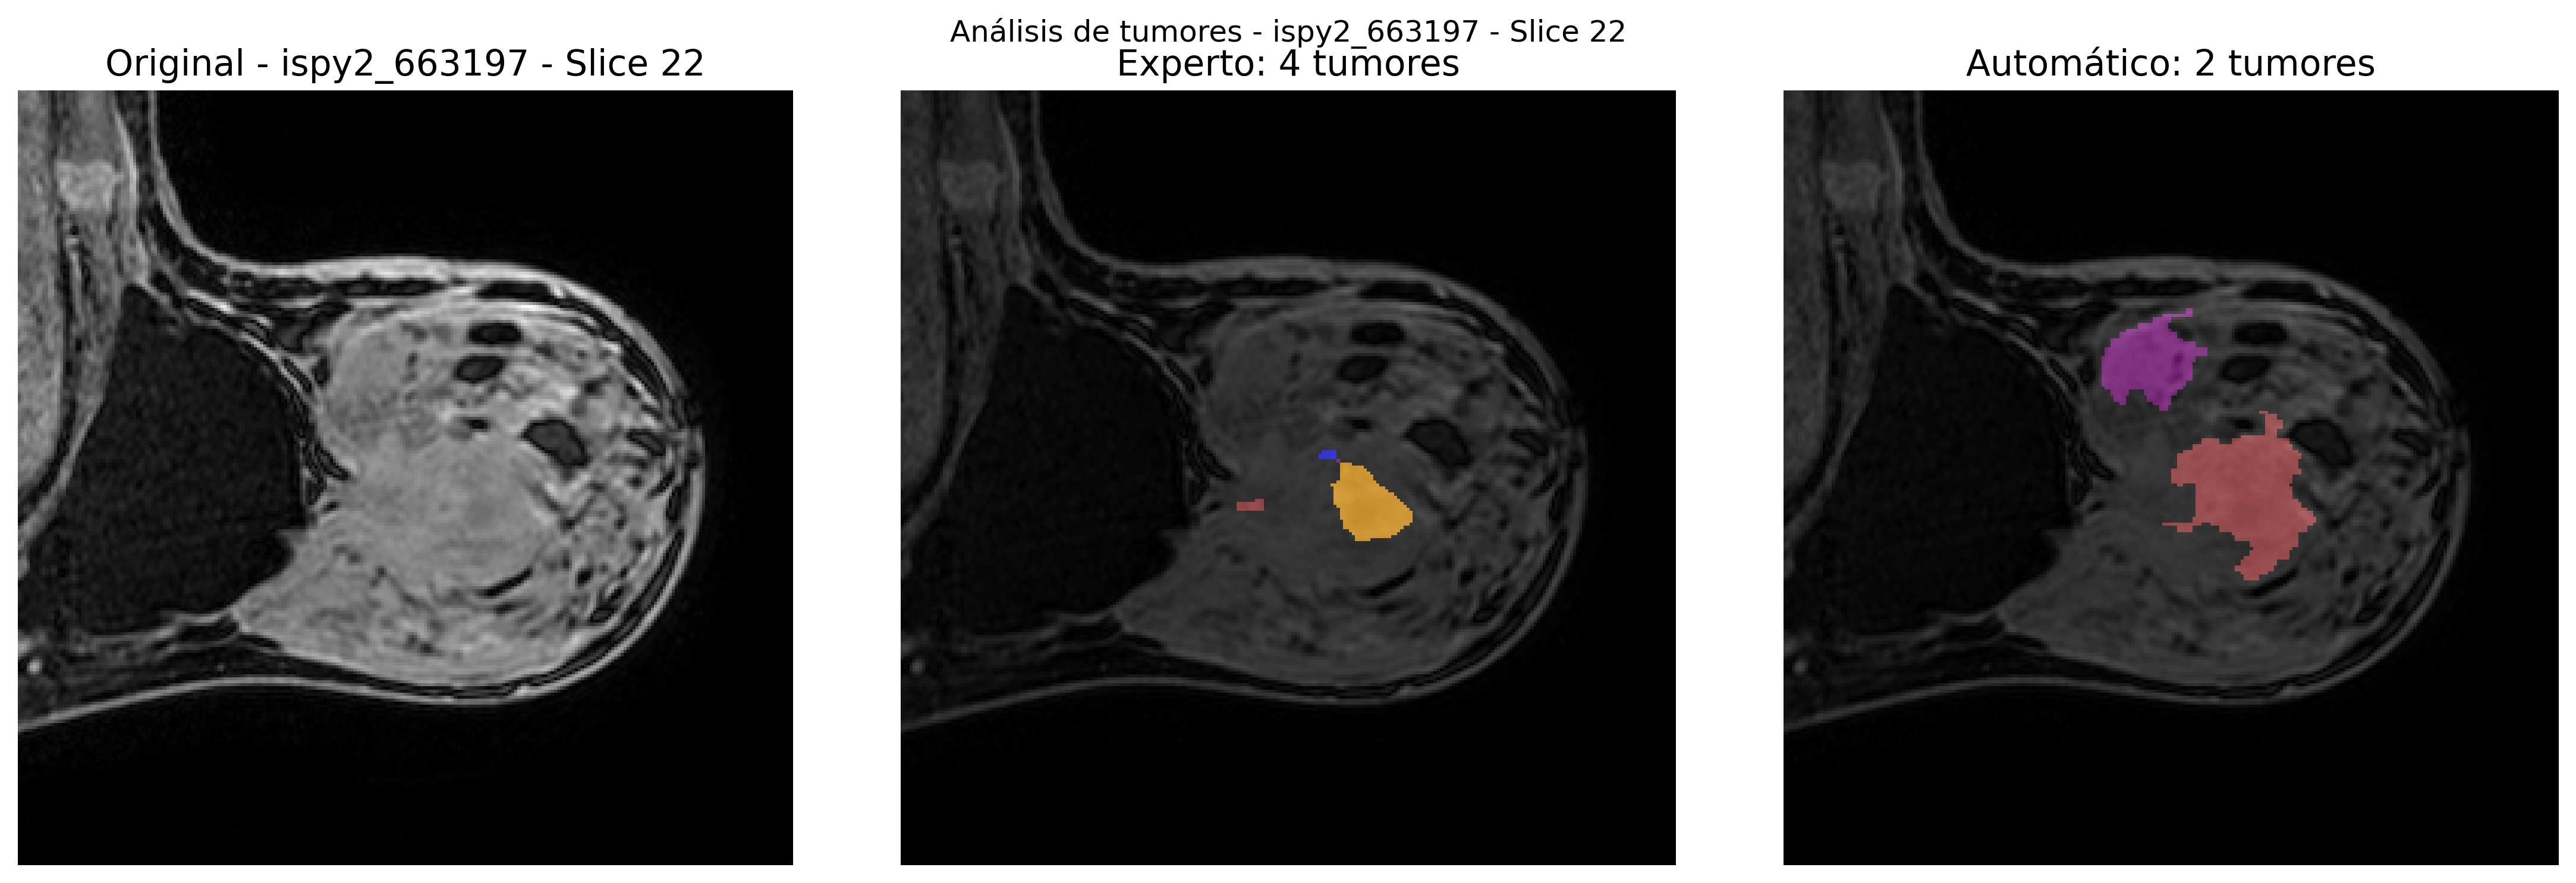 Análisis de tumores - ispy2_663197 - Slice 22
Original - ispy2_663197 - Slice 22
Experto: 4 tumores
Automático: 2 tumores